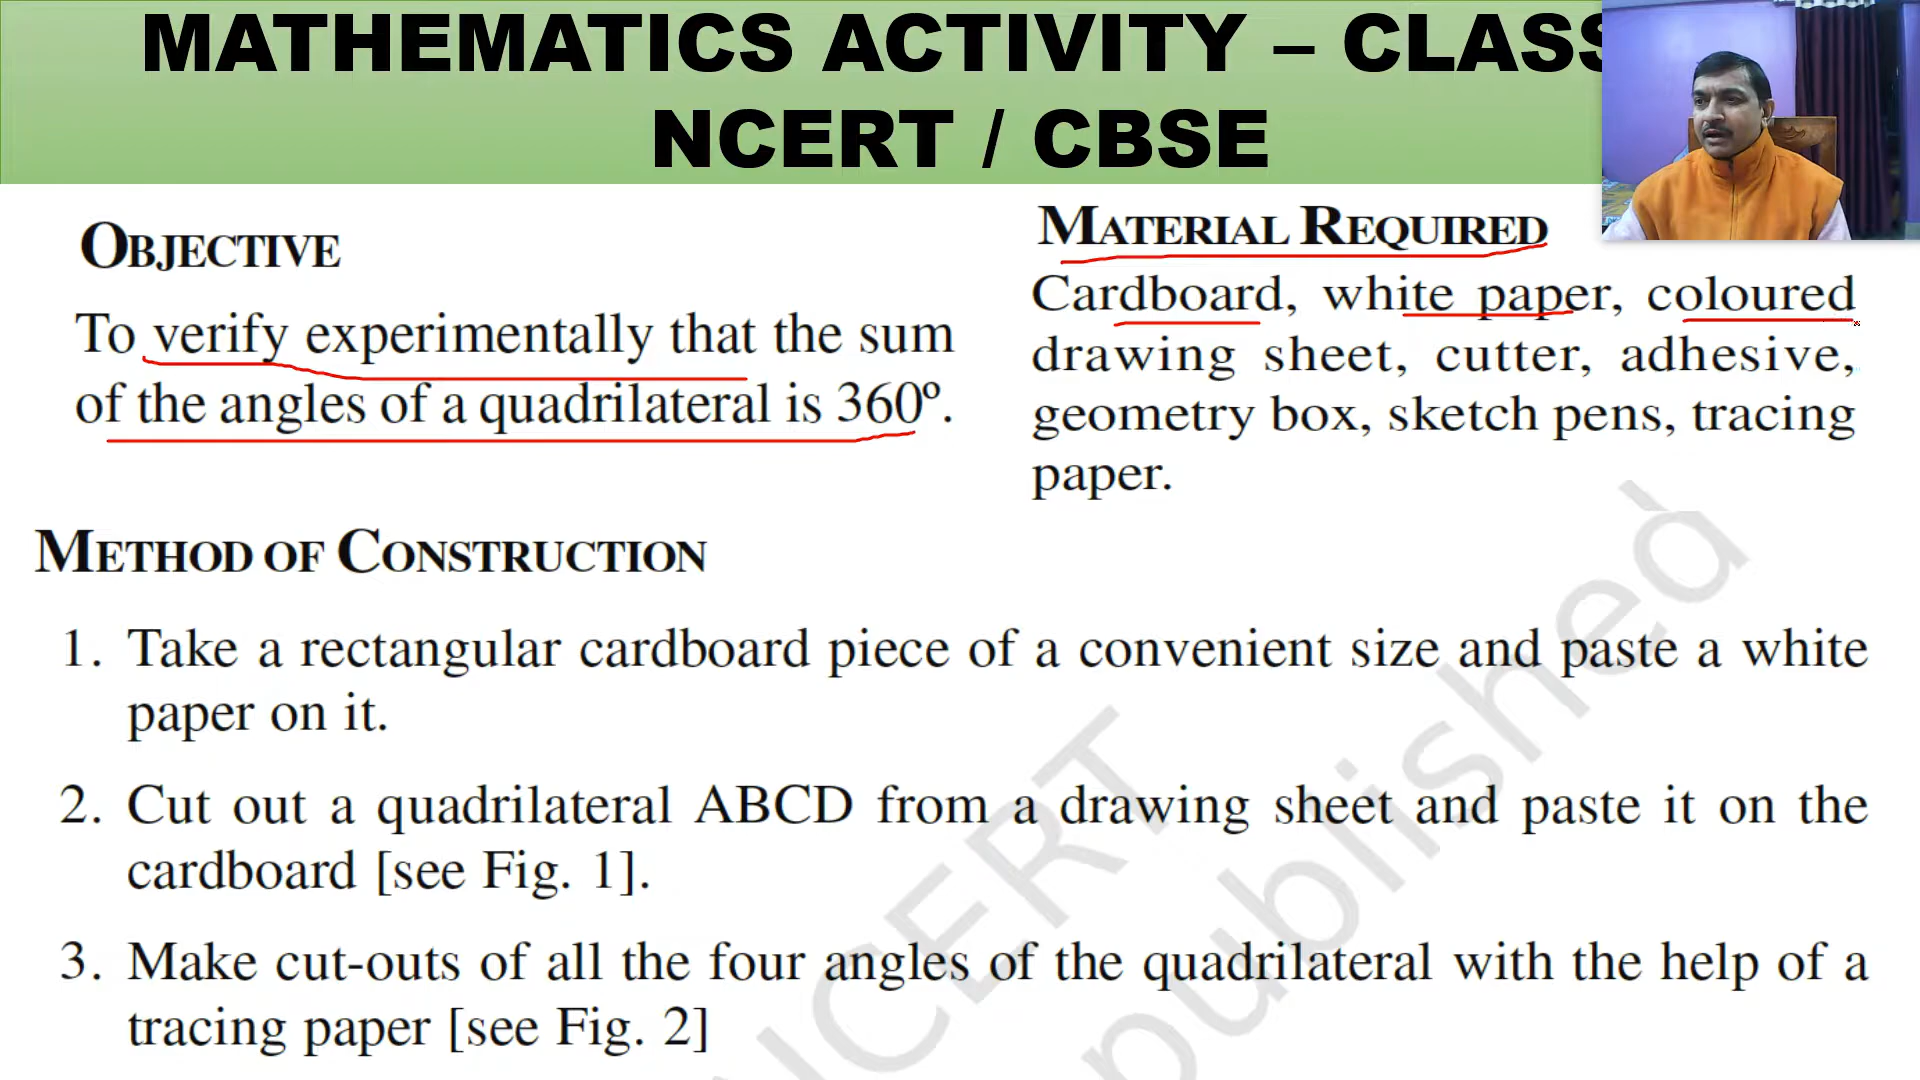 MATHEMATICS ACTIVITY – CLASS
NCERT / CBSE
OBJECTIVE
To verify experimentally that the sum
of the angles of a quadrilateral is 360º.
MATERIAL REQUIRED
Cardboard, white paper, coloured
drawing sheet, cutter, adhesive,
geometry box, sketch pens, tracing
paper.
METHOD OF CONSTRUCTION
1. Take a rectangular cardboard piece of a convenient size and paste a white
paper on it.
2. Cut out a quadrilateral ABCD from a drawing sheet and paste it on the
cardboard [see Fig. 1].
3. Make cut-outs of all the four angles of the quadrilateral with the help of a
tracing paper [see Fig. 2]
NCERT
published